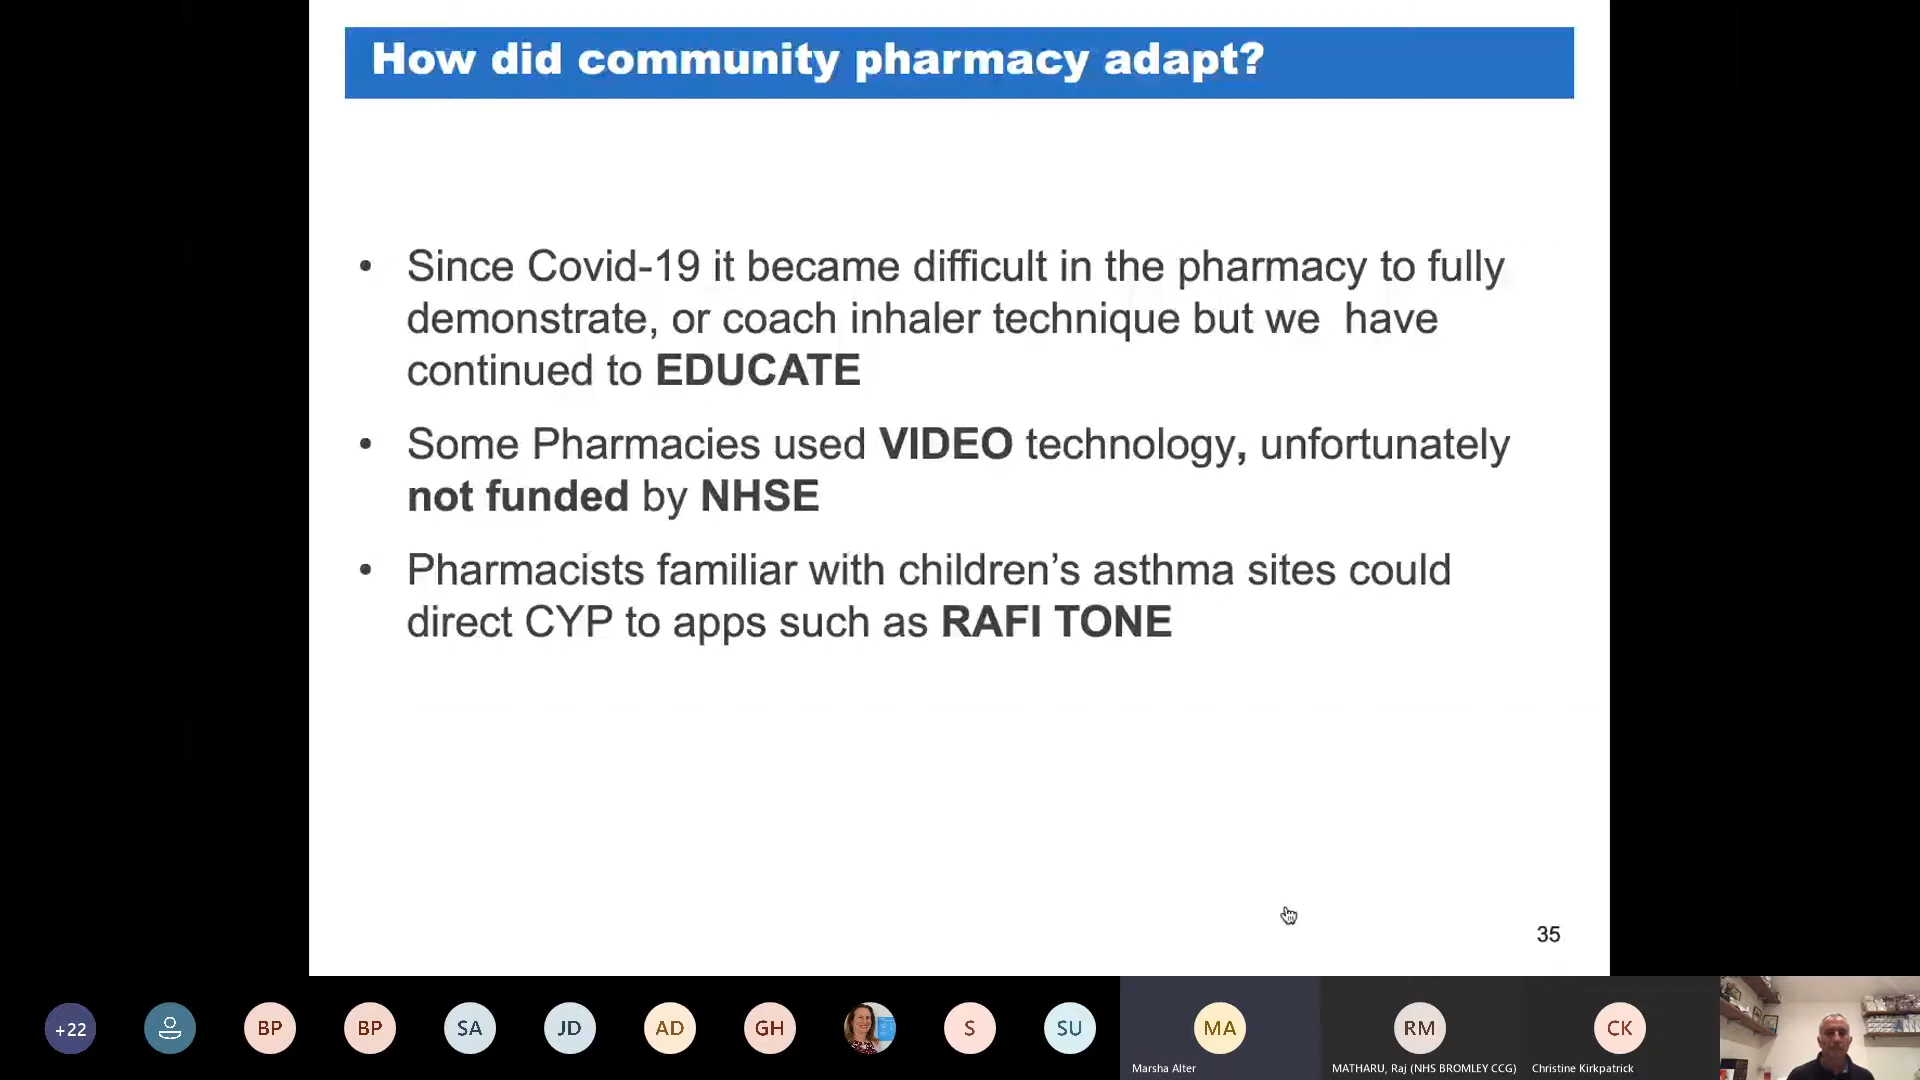 How did community pharmacy adapt?
• Since Covid-19 it became difficult in the pharmacy to fully
demonstrate, or coach inhaler technique but we  have
continued to EDUCATE
• Some Pharmacies used VIDEO technology, unfortunately
not funded by NHSE
• Pharmacists familiar with children’s asthma sites could
direct CYP to apps such as RAFI TONE
35
+22
BP
BP
SA
JD
AD
GH
S
SU
MA
RM
CK
Marsha Alter
MATHARU, Raj (NHS BROMLEY CCG)
Christine Kirkpatrick